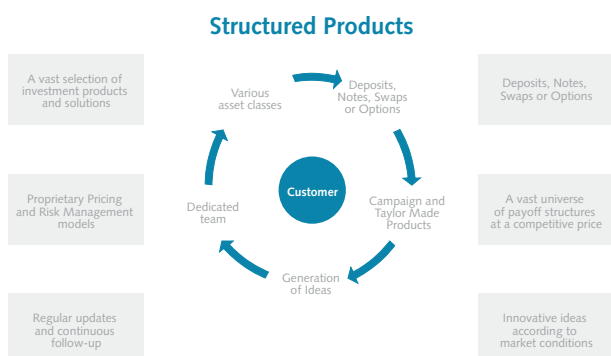 Structured Products
A vast selection of
investment products
and solutions
Various
asset classes
Deposits,
Notes, Swaps
or Options
Deposits, Notes,
Swaps or Options
Proprietary Pricing
and Risk Management
models
Dedicated
team
Customer
Campaign and
Taylor Made
Products
A vast universe
of payoff structures
at a competitive price
Generation
of Ideas
Regular updates
and continuous
follow-up
Innovative ideas
according to
market conditions